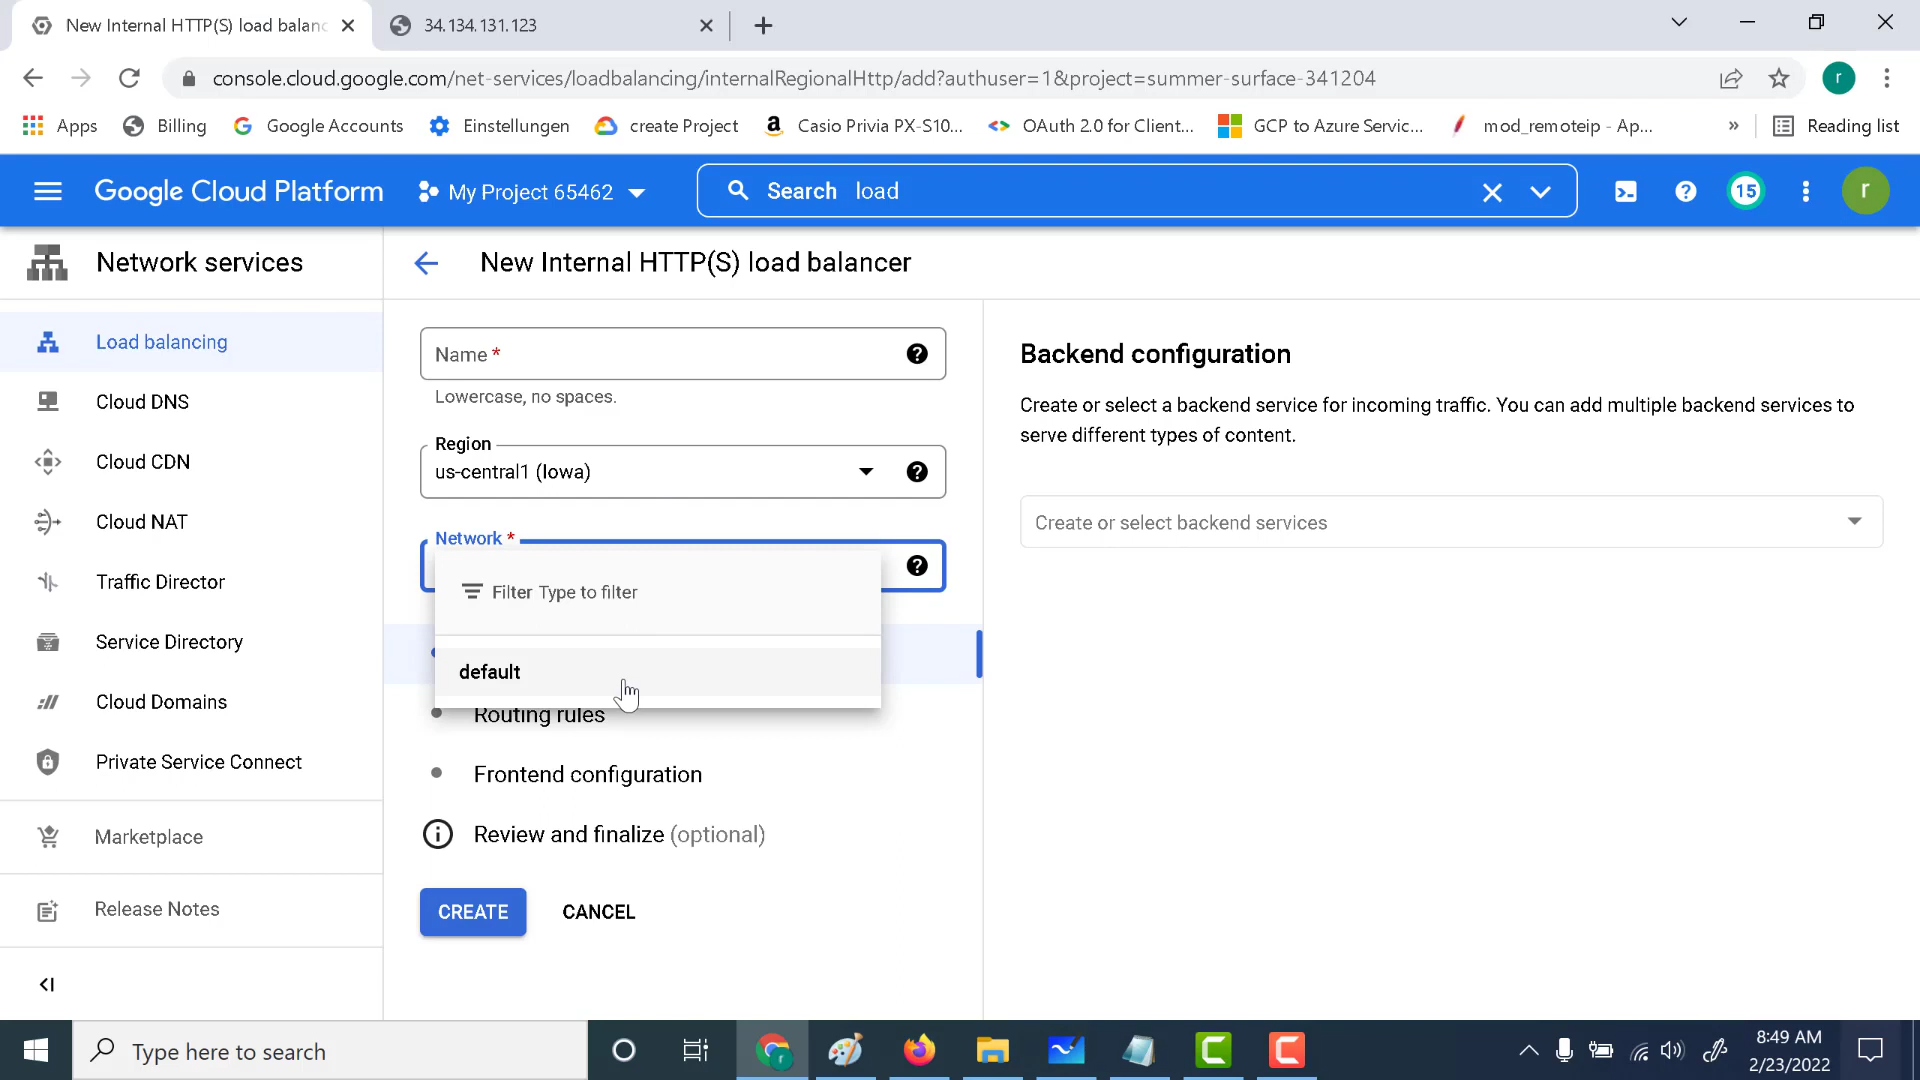 New Internal HTTP(S) load balanc
34.134.131.123
console.cloud.google.com/net-services/loadbalancing/internalRegionalHttp/add?authuser=1&project=summer-surface-341204
r
Apps
Billing
Google Accounts
Einstellungen
create Project
Casio Privia PX-S10...
OAuth 2.0 for Client...
GCP to Azure Servic...
mod_remoteip - Ap...
»
Reading list
Google Cloud Platform
My Project 65462
Search load
15
r
Network services
New Internal HTTP(S) load balancer
Load balancing
Cloud DNS
Cloud CDN
Cloud NAT
Traffic Director
Service Directory
Cloud Domains
Private Service Connect
Marketplace
Release Notes
Name *
Lowercase, no spaces.
Region
us-central1 (Iowa)
Network *
Filter Type to filter
default
Routing rules
Frontend configuration
Review and finalize (optional)
CREATE
CANCEL
Backend configuration
Create or select a backend service for incoming traffic. You can add multiple backend services to
serve different types of content.
Create or select backend services
Type here to search
8:49 AM
2/23/2022